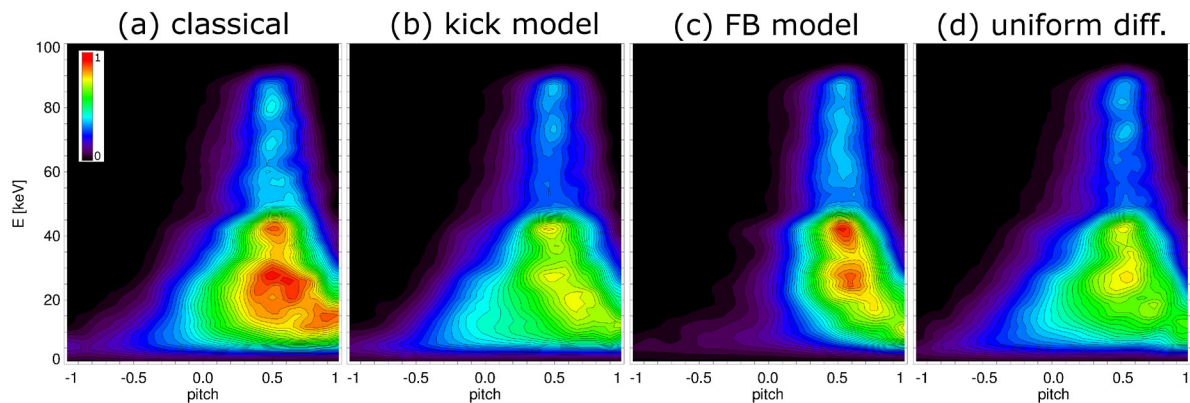 (a) classical (b) kick model (c) FB model (d) uniform diff.
100
1
80
0
60
E [keV]
40
20
0
-1 -0.5 0.0 0.5 1 -1 -0.5 0.0 0.5 1 -1 -0.5 0.0 0.5 1 -1 -0.5 0.0 0.5 1
pitch pitch pitch pitch